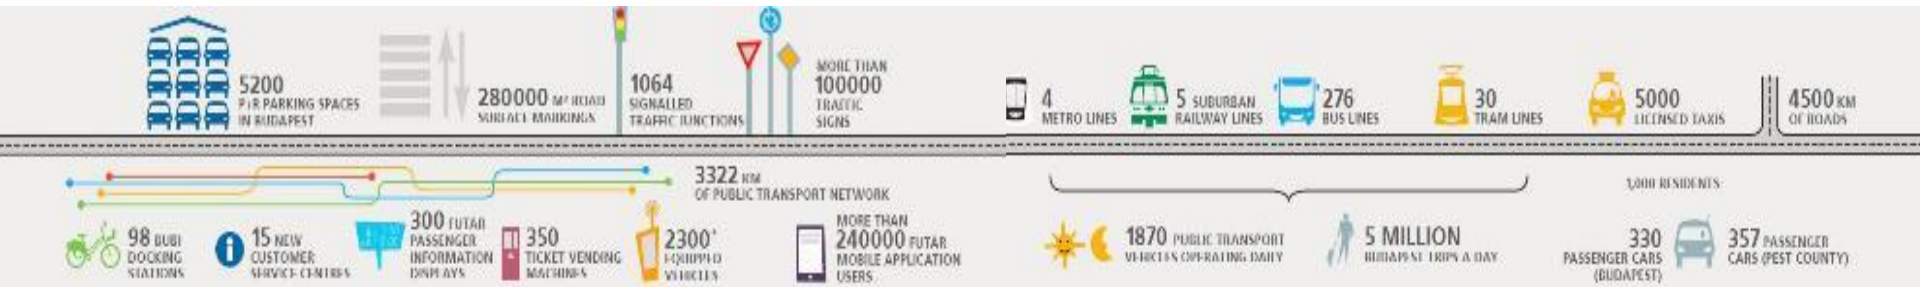 5200
P+R PARKING SPACES
IN BUDAPEST
280000 M² ROAD
SURFACE MARKINGS
1064
SIGNALLED
TRAFFIC JUNCTIONS
MORE THAN
100000
TRAFFIC
SIGNS
4
METRO LINES
5 SUBURBAN
RAILWAY LINES
276
BUS LINES
30
TRAM LINES
5000
LICENSED TAXIS
4500 KM
OF ROADS
3322 KM
OF PUBLIC TRANSPORT NETWORK
98 BUBI
DOCKING
STATIONS
15 NEW
CUSTOMER
SERVICE CENTRES
300 FUTAR
PASSENGER
INFORMATION
DISPLAYS
350
TICKET VENDING
MACHINES
2300*
EQUIPPED
VEHICLES
MORE THAN
240000 FUTAR
MOBILE APPLICATION
USERS
1870 PUBLIC TRANSPORT
VEHICLES OPERATING DAILY
5 MILLION
BUDAPEST TRIPS A DAY
1,000 RESIDENTS
330
PASSENGER CARS
(BUDAPEST)
357 PASSENGER
CARS (PEST COUNTY)